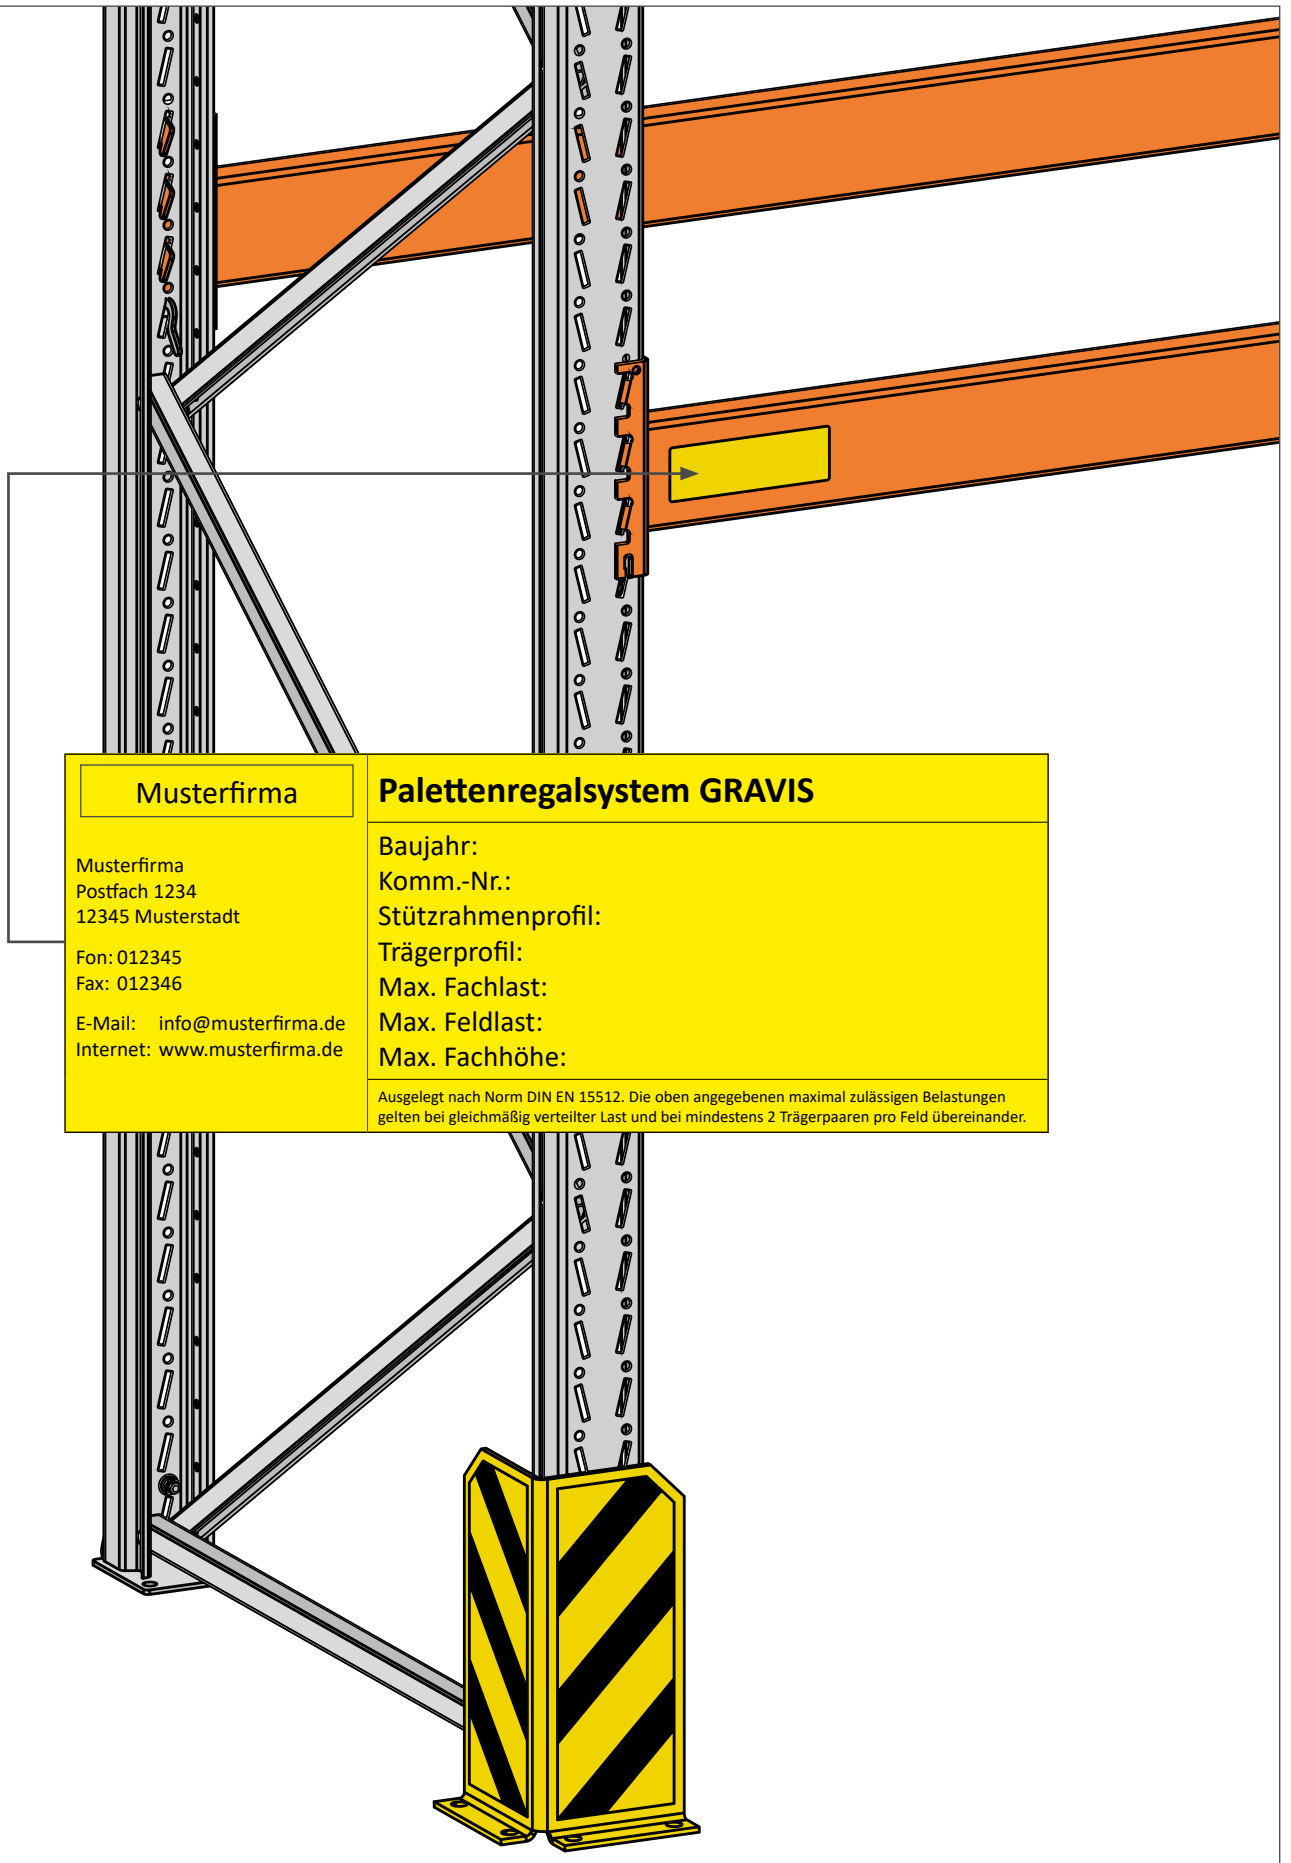 Musterfirma
Musterfirma
Postfach 1234
12345 Musterstadt
Fon: 012345
Fax: 012346
E-Mail: info@musterfirma.de
Internet: www.musterfirma.de
Palettenregalsystem GRAVIS
Baujahr:
Komm.-Nr.:
Stützrahmenprofil:
Trägerprofil:
Max. Fachlast:
Max. Feldlast:
Max. Fachhöhe:
Ausgelegt nach Norm DIN EN 15512. Die oben angegebenen maximal zulässigen Belastungen
gelten bei gleichmäßig verteilter Last und bei mindestens 2 Trägerpaaren pro Feld übereinander.